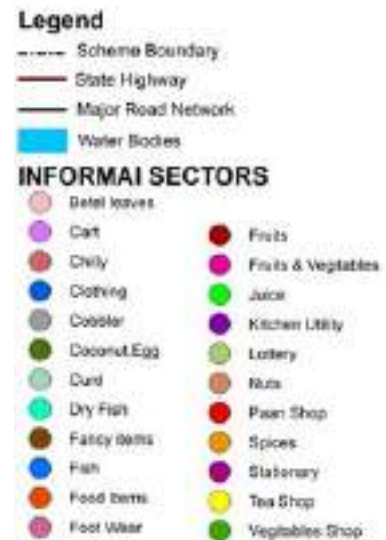 Legend
Scheme Boundary
State Highway
Major Road Network
Water Bodies
INFORMAI SECTORS
Betel leaves
Cart
Chilly
Clothing
Cobbler
Coconut,Egg
Curd
Dry Fish
Fancy items
Fish
Food Items
Foot Wear
Fruits
Fruits & Vegitables
Juice
Kitchen Utility
Lottery
Nuts
Paan Shop
Spices
Stationary
Tea Shop
Vegitables Shop